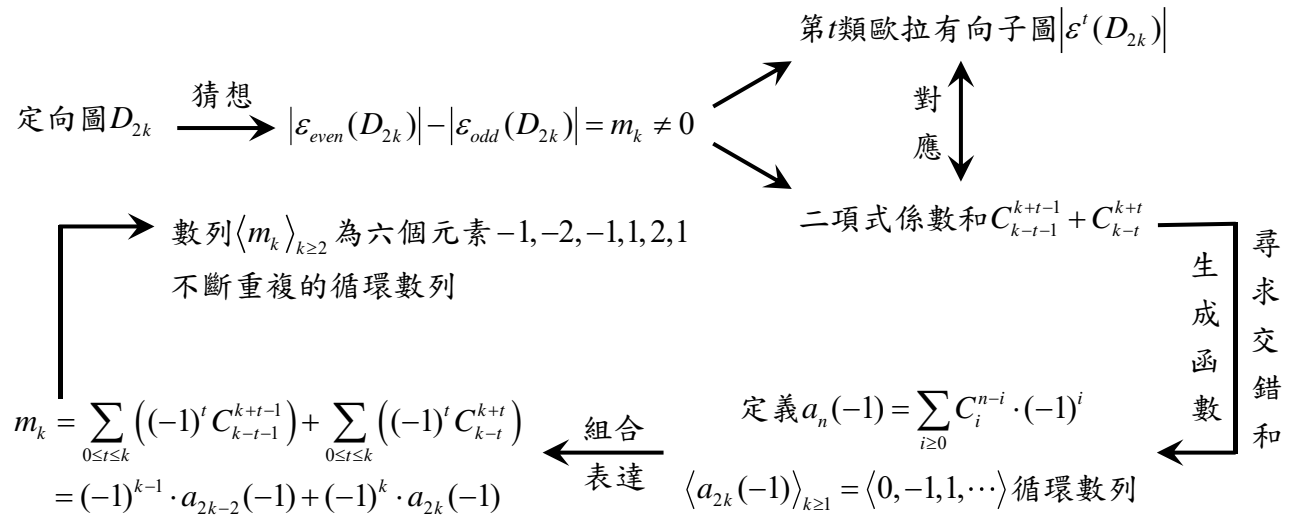 第t類歐拉有向子圖|ε^t(D_{2k})|
定向圖D_{2k}
猜想
|ε_{even}(D_{2k})|−|ε_{odd}(D_{2k})| = m_k ≠ 0
對應
二項式係數和C_{k−t−1}^{k+t−1} + C_{k−t}^{k+t}
數列⟨m_k⟩_{k≥2}為六個元素−1,−2,−1,1,2,1
不斷重複的循環數列
生成函數
尋求交錯和
定義a_n(−1) = ∑_{i≥0} C_i^{n−i}·(−1)^i
⟨a_{2k}(−1)⟩_{k≥1} = ⟨0,−1,1,⋯⟩循環數列
組合
表達
m_k = ∑_{0≤t≤k}((−1)^t C_{k−t−1}^{k+t−1}) + ∑_{0≤t≤k}((−1)^t C_{k−t}^{k+t})
= (−1)^{k−1}·a_{2k−2}(−1) + (−1)^k·a_{2k}(−1)